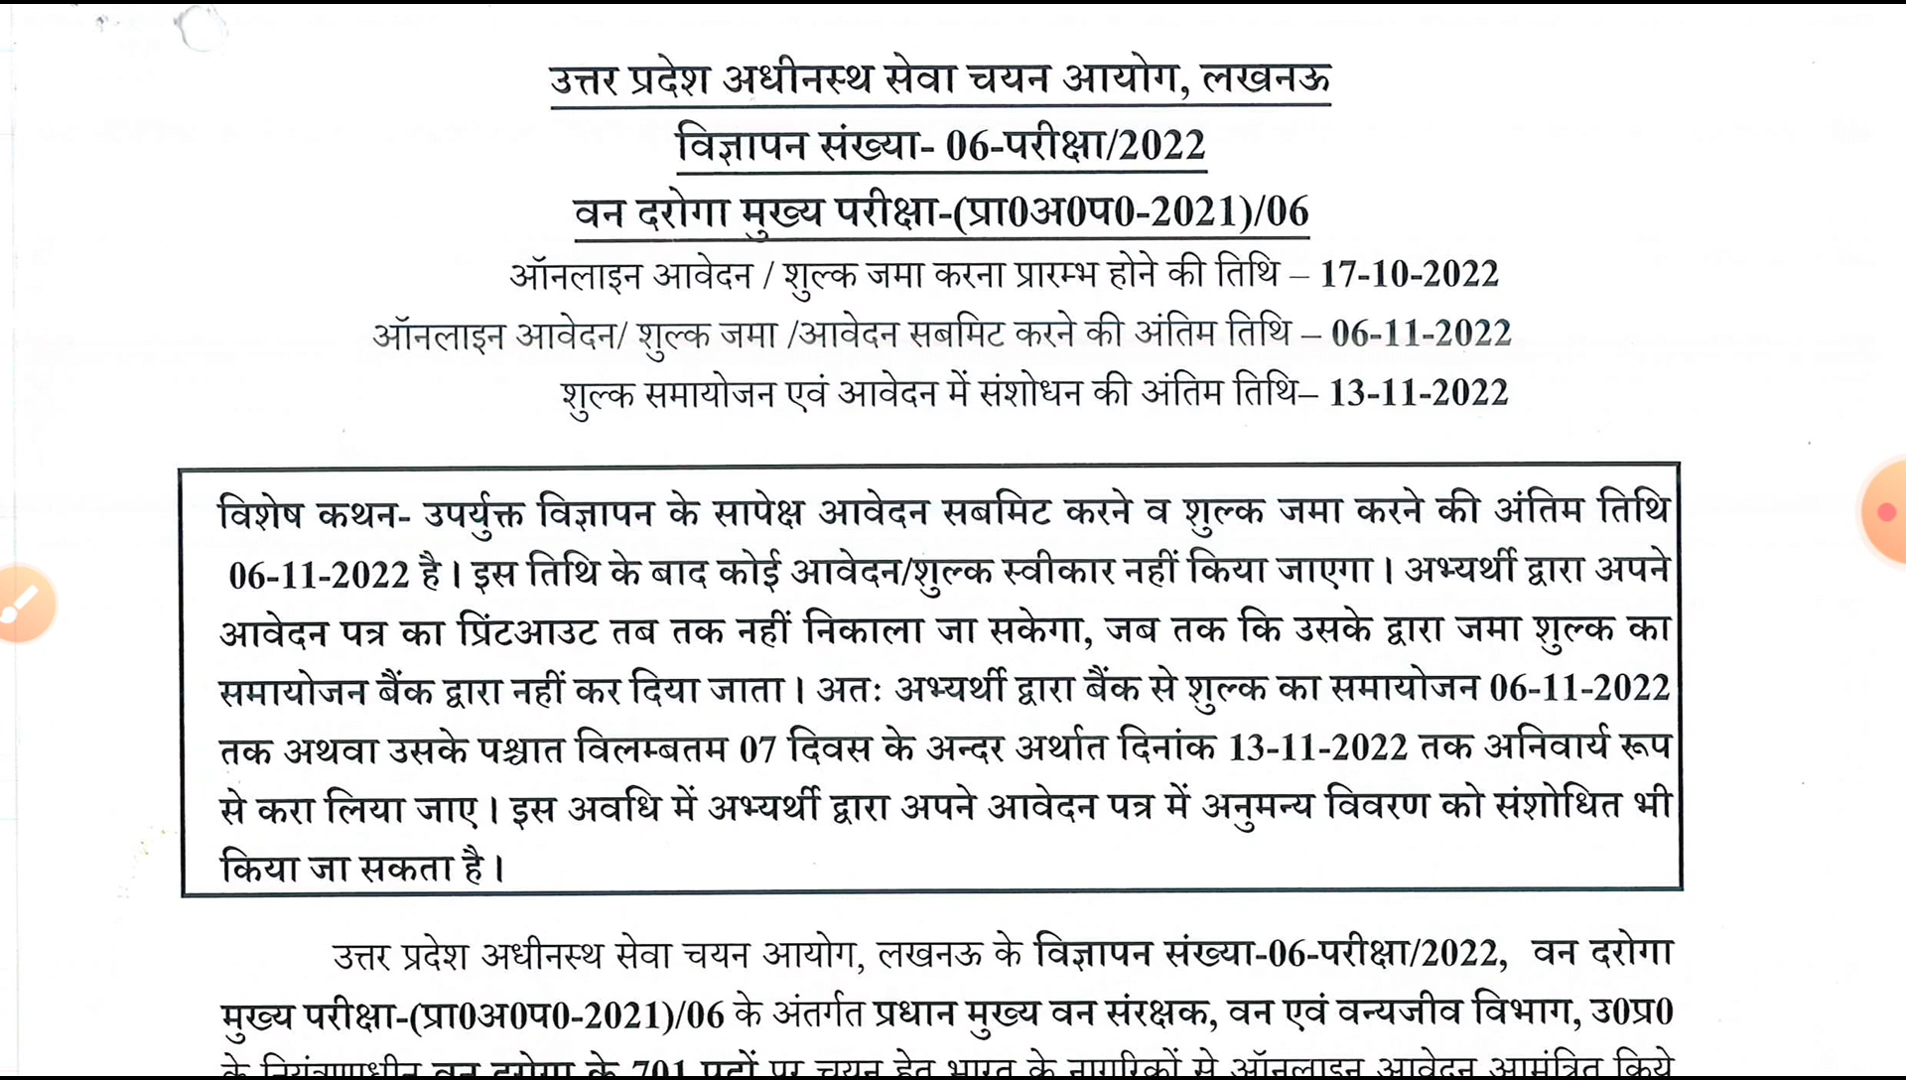 उत्तर प्रदेश अधीनस्थ सेवा चयन आयोग, लखनऊ
विज्ञापन संख्या- 06-परीक्षा/2022
वन दरोगा मुख्य परीक्षा-(प्रा0अ0प0-2021)/06
ऑनलाइन आवेदन / शुल्क जमा करना प्रारम्भ होने की तिथि – 17-10-2022
ऑनलाइन आवेदन/ शुल्क जमा /आवेदन सबमिट करने की अंतिम तिथि – 06-11-2022
शुल्क समायोजन एवं आवेदन में संशोधन की अंतिम तिथि– 13-11-2022
विशेष कथन- उपर्युक्त विज्ञापन के सापेक्ष आवेदन सबमिट करने व शुल्क जमा करने की अंतिम तिथि
06-11-2022 है। इस तिथि के बाद कोई आवेदन/शुल्क स्वीकार नहीं किया जाएगा। अभ्यर्थी द्वारा अपने
आवेदन पत्र का प्रिंटआउट तब तक नहीं निकाला जा सकेगा, जब तक कि उसके द्वारा जमा शुल्क का
समायोजन बैंक द्वारा नहीं कर दिया जाता। अतः अभ्यर्थी द्वारा बैंक से शुल्क का समायोजन 06-11-2022
तक अथवा उसके पश्चात विलम्बतम 07 दिवस के अन्दर अर्थात दिनांक 13-11-2022 तक अनिवार्य रूप
से करा लिया जाए। इस अवधि में अभ्यर्थी द्वारा अपने आवेदन पत्र में अनुमन्य विवरण को संशोधित भी
किया जा सकता है।
उत्तर प्रदेश अधीनस्थ सेवा चयन आयोग, लखनऊ के विज्ञापन संख्या-06-परीक्षा/2022, वन दरोगा
मुख्य परीक्षा-(प्रा0अ0प0-2021)/06 के अंतर्गत प्रधान मुख्य वन संरक्षक, वन एवं वन्यजीव विभाग, उ0प्र0
के नियंत्रणाधीन वन दरोगा के 701 पदों पर चयन हेतु भारत के नागरिकों से ऑनलाइन आवेदन आमंत्रित किये